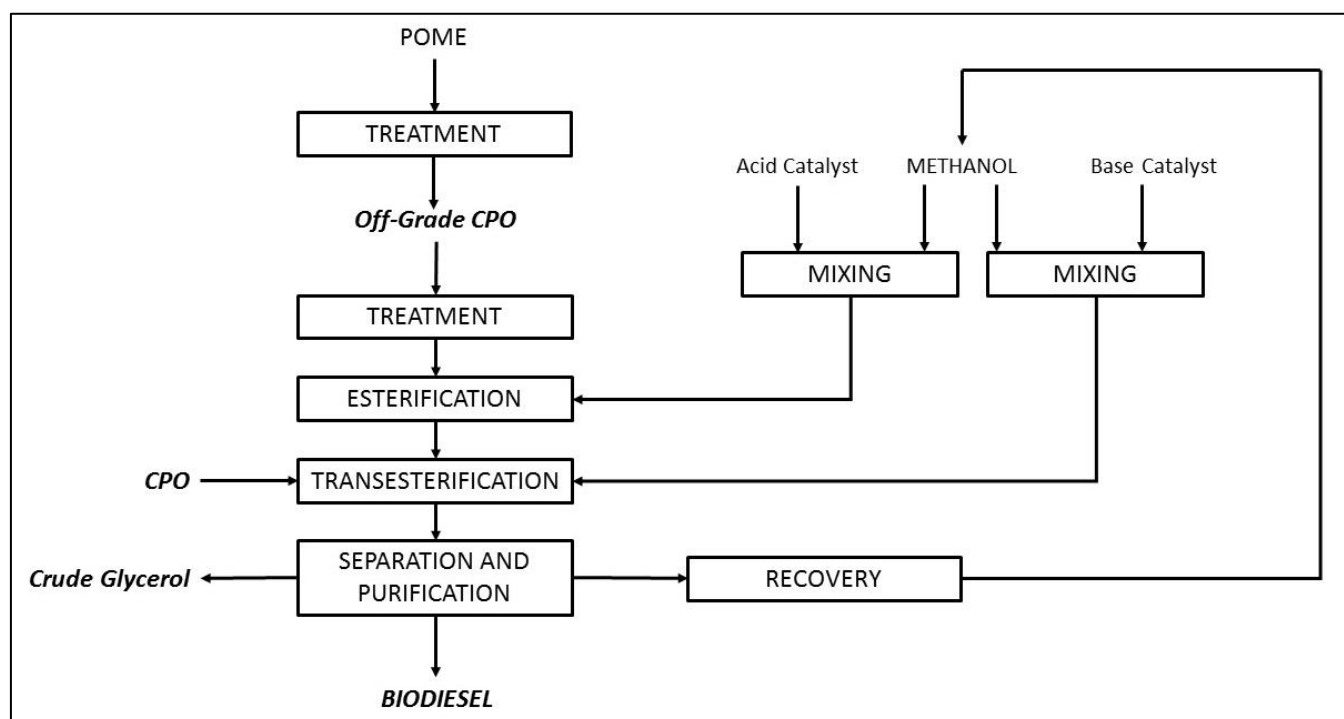 POME
TREATMENT
Acid Catalyst
METHANOL
Base Catalyst
Off-Grade CPO
MIXING
MIXING
TREATMENT
ESTERIFICATION
CPO
TRANSESTERIFICATION
SEPARATION AND
PURIFICATION
Crude Glycerol
RECOVERY
BIODIESEL